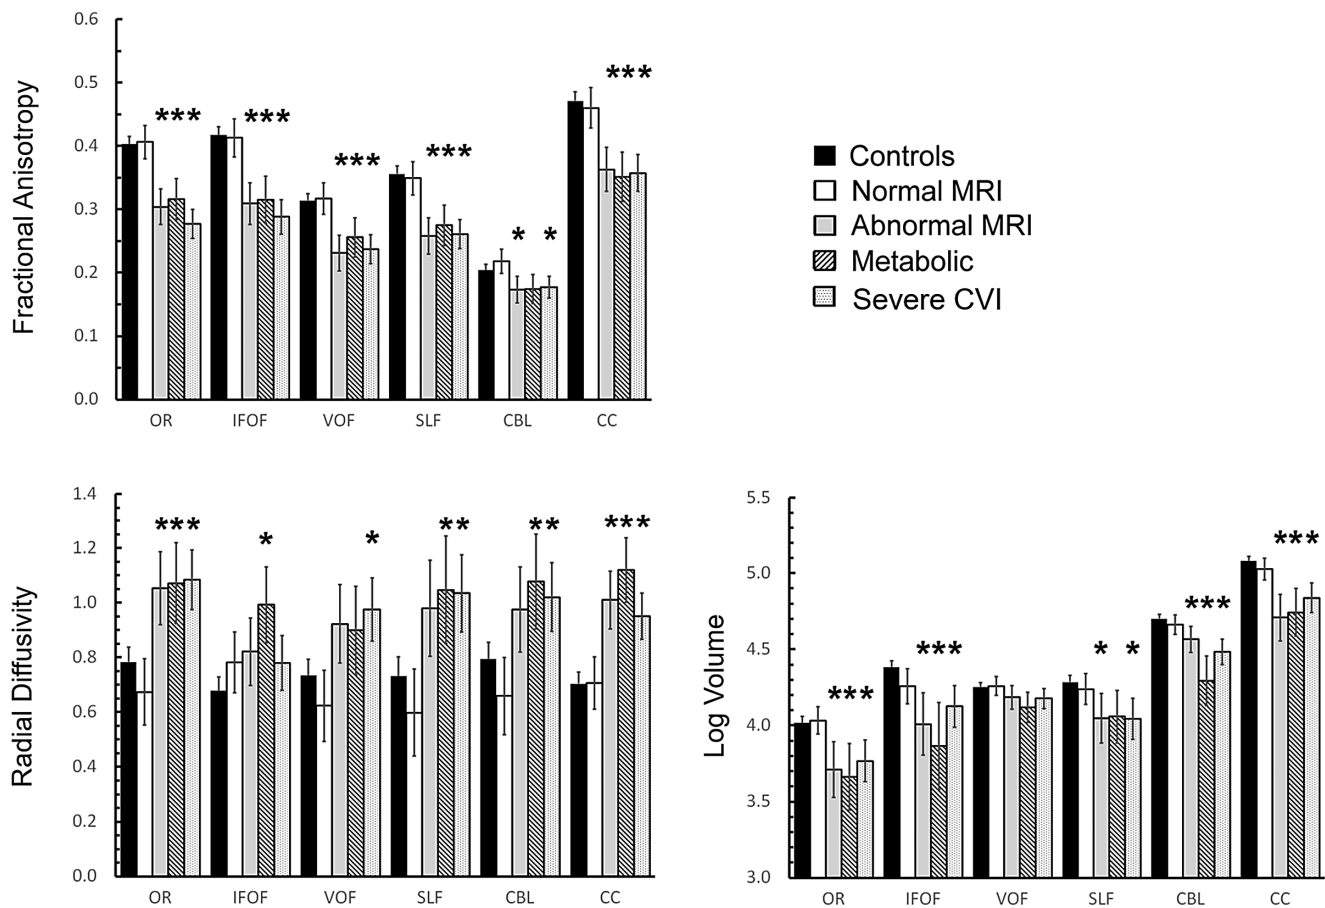 Fractional Anisotropy
0.6
0.5
0.4
0.3
0.2
0.1
0.0
*** *** *** *** * * ***
OR IFOF VOF SLF CBL CC
Controls
Normal MRI
Abnormal MRI
Metabolic
Severe CVI
Radial Diffusivity
1.4
1.2
1.0
0.8
0.6
0.4
0.2
0.0
*** * * ** ** ***
OR IFOF VOF SLF CBL CC
Log Volume
5.5
5.0
4.5
4.0
3.5
3.0
*** *** * * *** ***
OR IFOF VOF SLF CBL CC